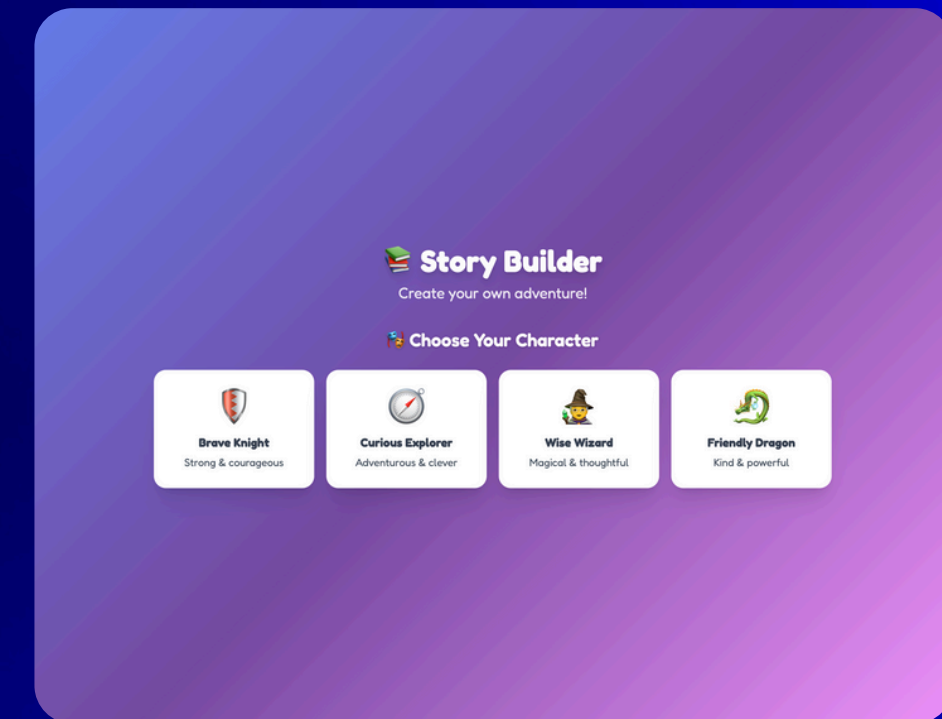 Story Builder
Create your own adventure!
Choose Your Character
Brave Knight
Strong & courageous
Curious Explorer
Adventurous & clever
Wise Wizard
Magical & thoughtful
Friendly Dragon
Kind & powerful